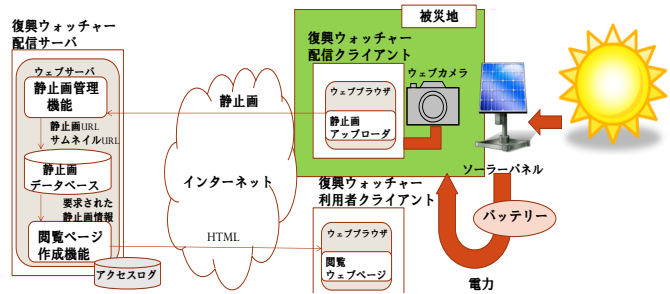 復興ウォッチャー
配信サーバ
ウェブサーバ
静止画管理
機能
静止画URL
サムネイルURL
静止画
データベース
要求された
静止画情報
閲覧ページ
作成機能
アクセスログ
静止画
インターネット
HTML
被災地
復興ウォッチャー
配信クライアント
ウェブブラウザ
静止画
アップローダ
ウェブカメラ
ソーラーパネル
バッテリー
電力
復興ウォッチャー
利用者クライアント
ウェブブラウザ
閲覧
ウェブページ